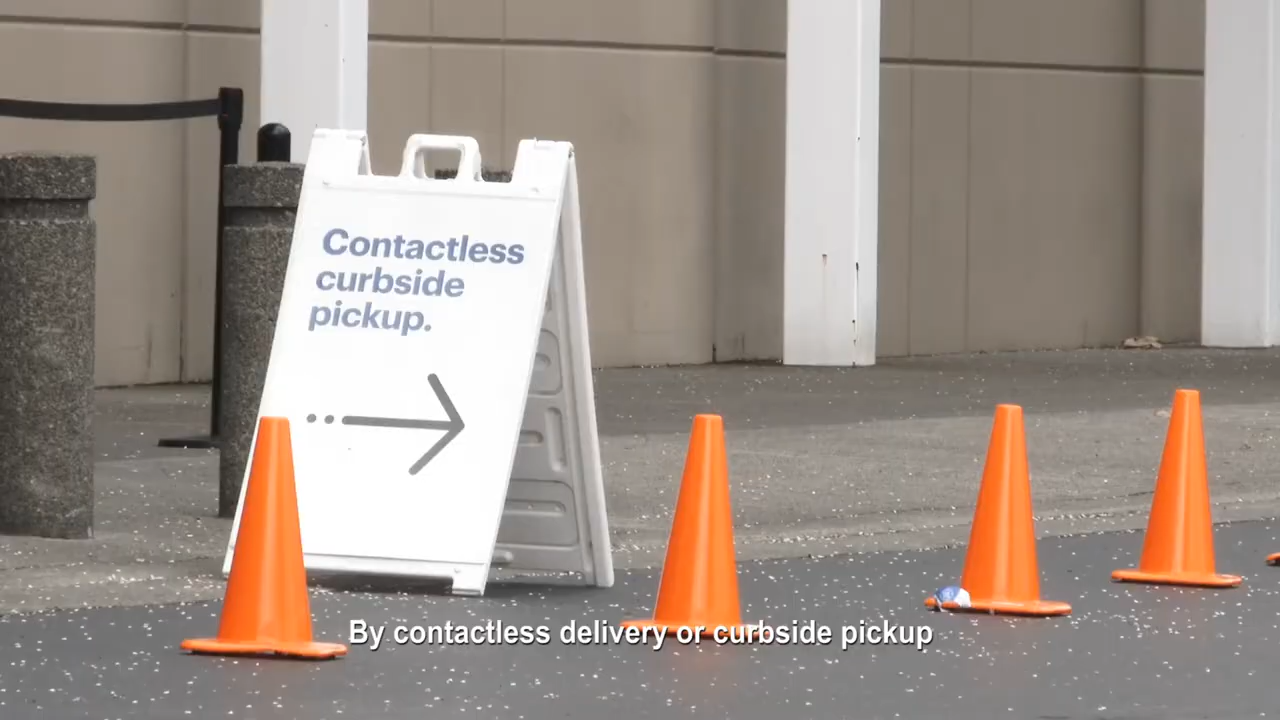 Contactless
curbside
pickup.
By contactless delivery or curbside pickup